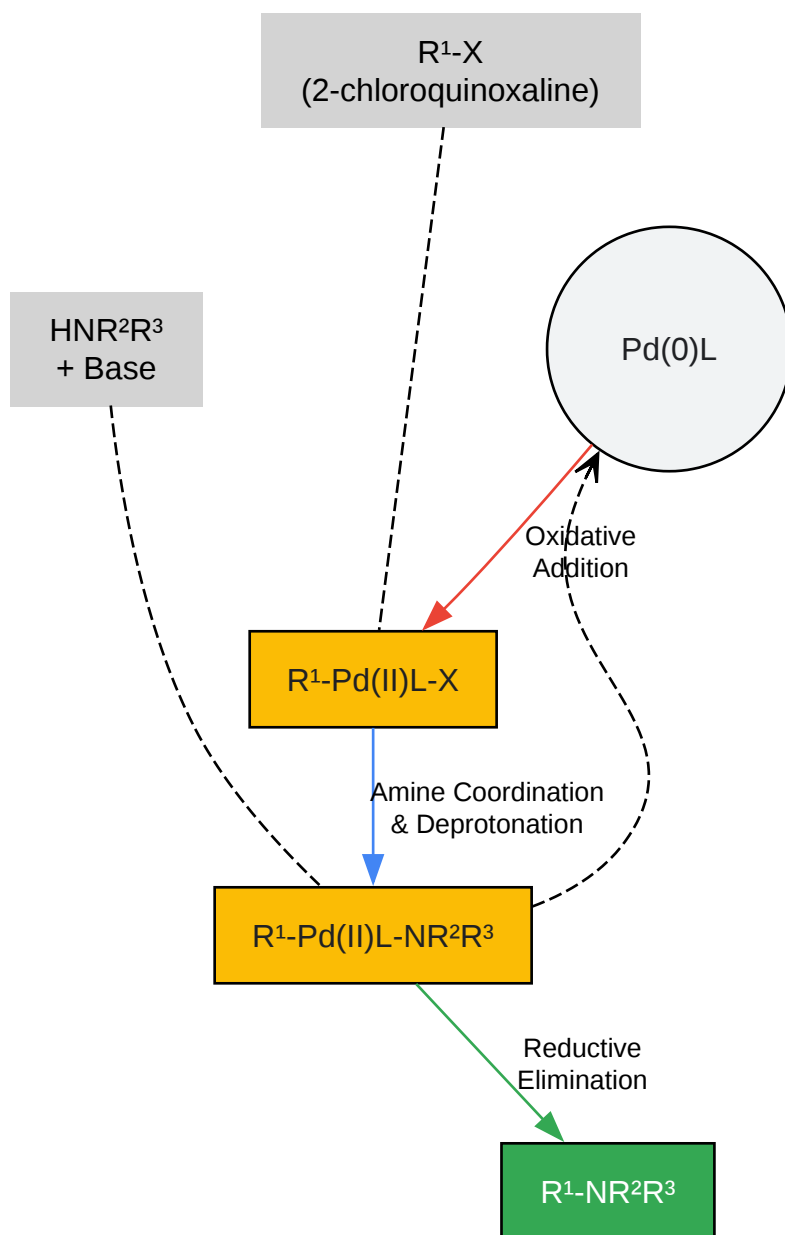 R¹-X
(2-chloroquinoxaline)
HNR²R³
+ Base
Pd(0)L
Oxidative
Addition
R¹-Pd(II)L-X
Amine Coordination
& Deprotonation
R¹-Pd(II)L-NR²R³
Reductive
Elimination
R¹-NR²R³